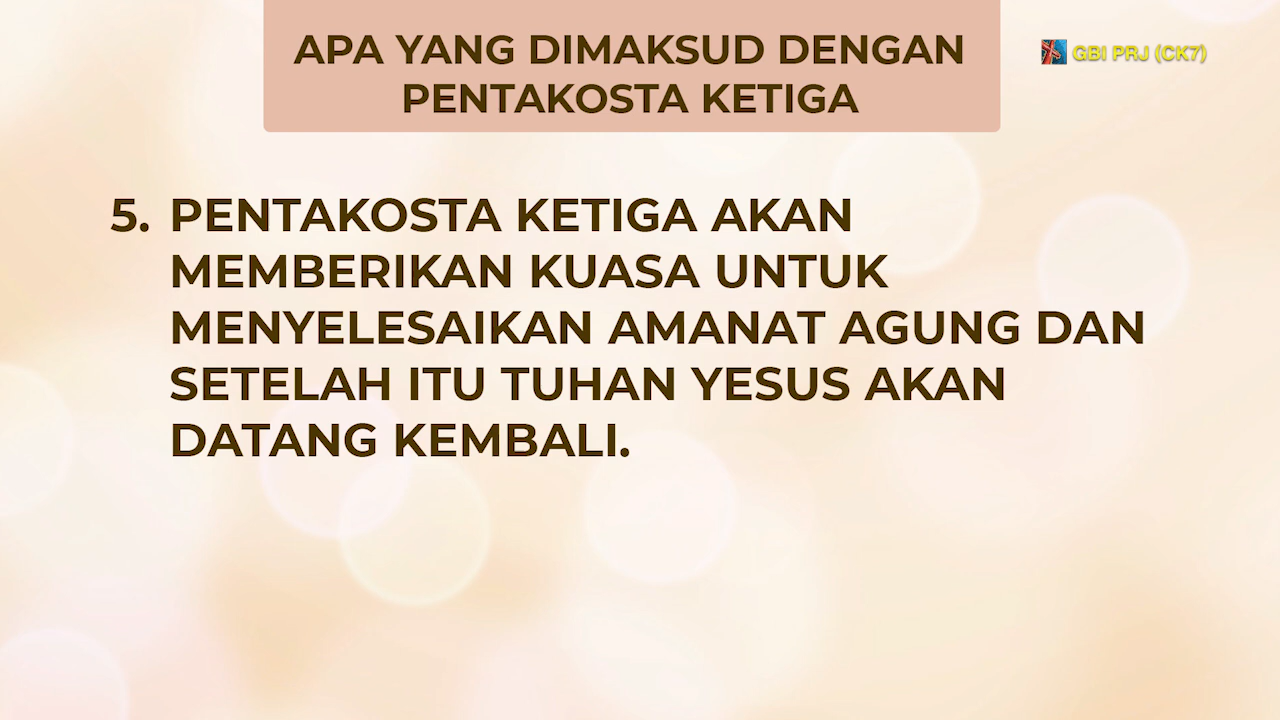 APA YANG DIMAKSUD DENGAN
PENTAKOSTA KETIGA
GBI PRJ (CK7)
5. PENTAKOSTA KETIGA AKAN
MEMBERIKAN KUASA UNTUK
MENYELESAIKAN AMANAT AGUNG DAN
SETELAH ITU TUHAN YESUS AKAN
DATANG KEMBALI.